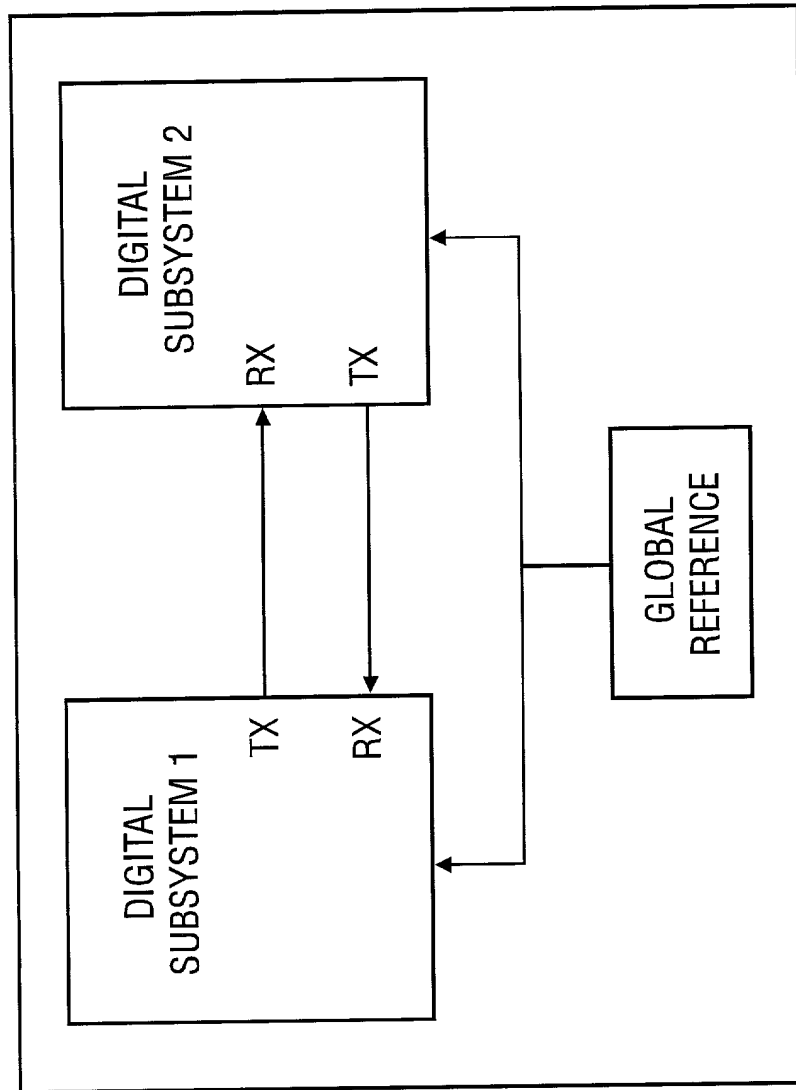 DIGITAL
SUBSYSTEM 1
TX
RX
DIGITAL
SUBSYSTEM 2
RX
TX
GLOBAL
REFERENCE